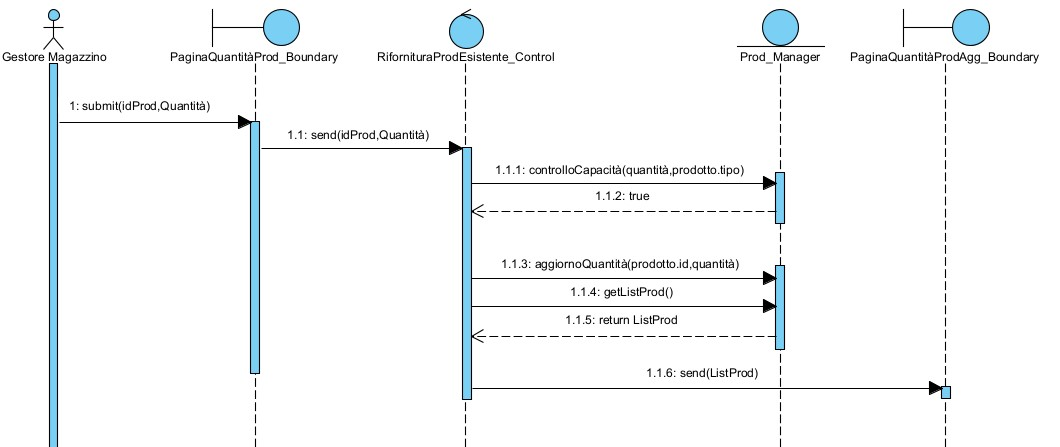 Gestore Magazzino
PaginaQuantitàProd_Boundary
RifornituraProdEsistente_Control
Prod_Manager
PaginaQuantitàProdAgg_Boundary
1: submit(idProd,Quantità)
1.1: send(idProd,Quantità)
1.1.1: controlloCapacità(quantità,prodotto.tipo)
1.1.2: true
1.1.3: aggiornoQuantità(prodotto.id,quantità)
1.1.4: getListProd()
1.1.5: return ListProd
1.1.6: send(ListProd)